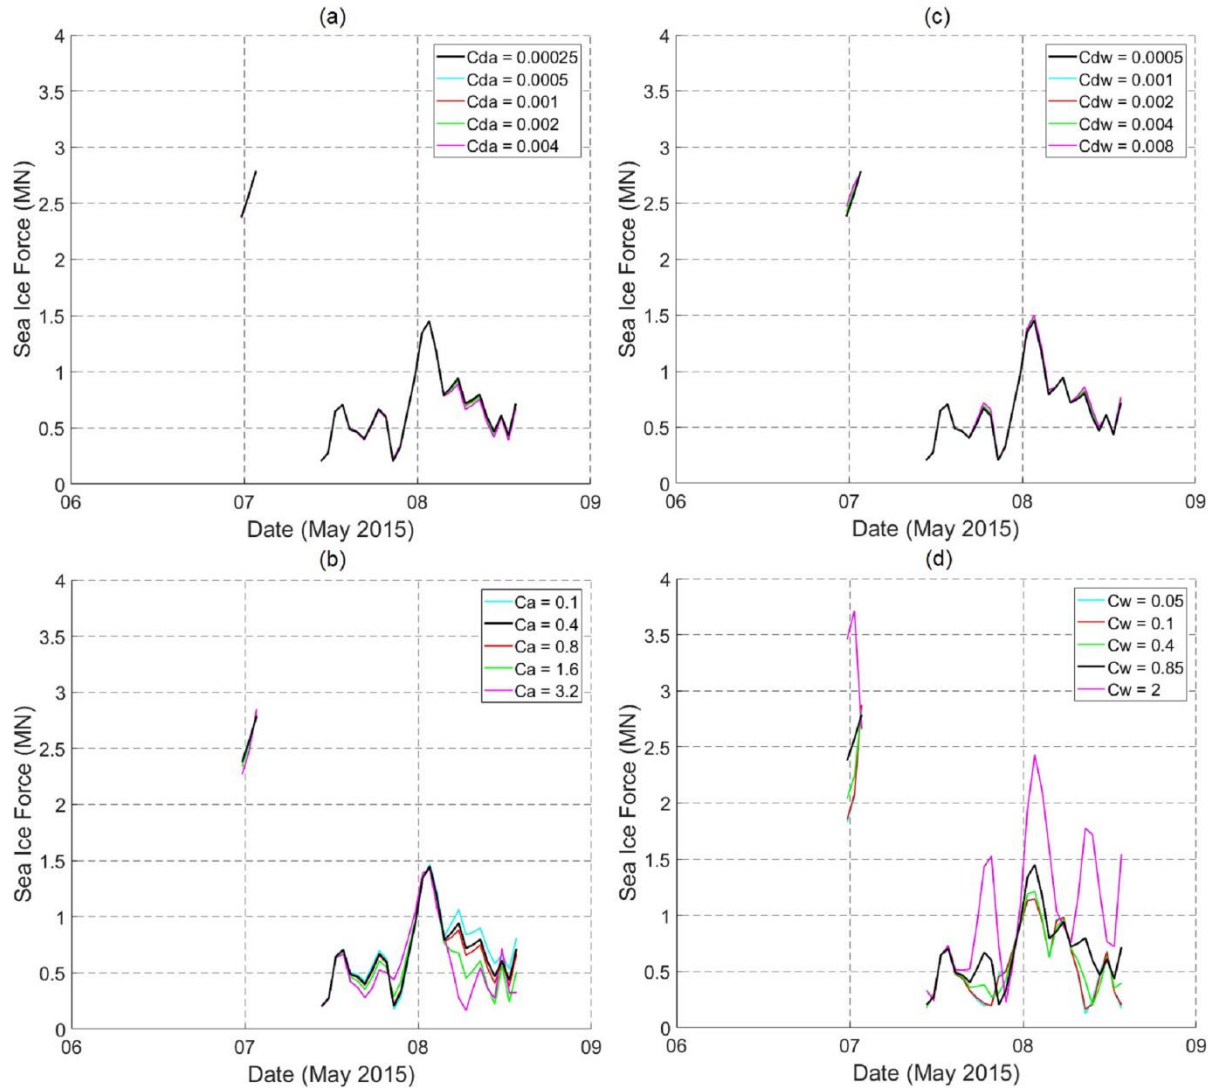 (a)
4
3.5
3
2.5
2
1.5
1
0.5
0
Sea Ice Force (MN)
Cda = 0.00025
Cda = 0.0005
Cda = 0.001
Cda = 0.002
Cda = 0.004
06
07
08
09
Date (May 2015)
(c)
4
3.5
3
2.5
2
1.5
1
0.5
0
Sea Ice Force (MN)
Cdw = 0.0005
Cdw = 0.001
Cdw = 0.002
Cdw = 0.004
Cdw = 0.008
06
07
08
09
Date (May 2015)
(b)
4
3.5
3
2.5
2
1.5
1
0.5
0
Sea Ice Force (MN)
Ca = 0.1
Ca = 0.4
Ca = 0.8
Ca = 1.6
Ca = 3.2
06
07
08
09
Date (May 2015)
(d)
4
3.5
3
2.5
2
1.5
1
0.5
0
Sea Ice Force (MN)
Cw = 0.05
Cw = 0.1
Cw = 0.4
Cw = 0.85
Cw = 2
06
07
08
09
Date (May 2015)